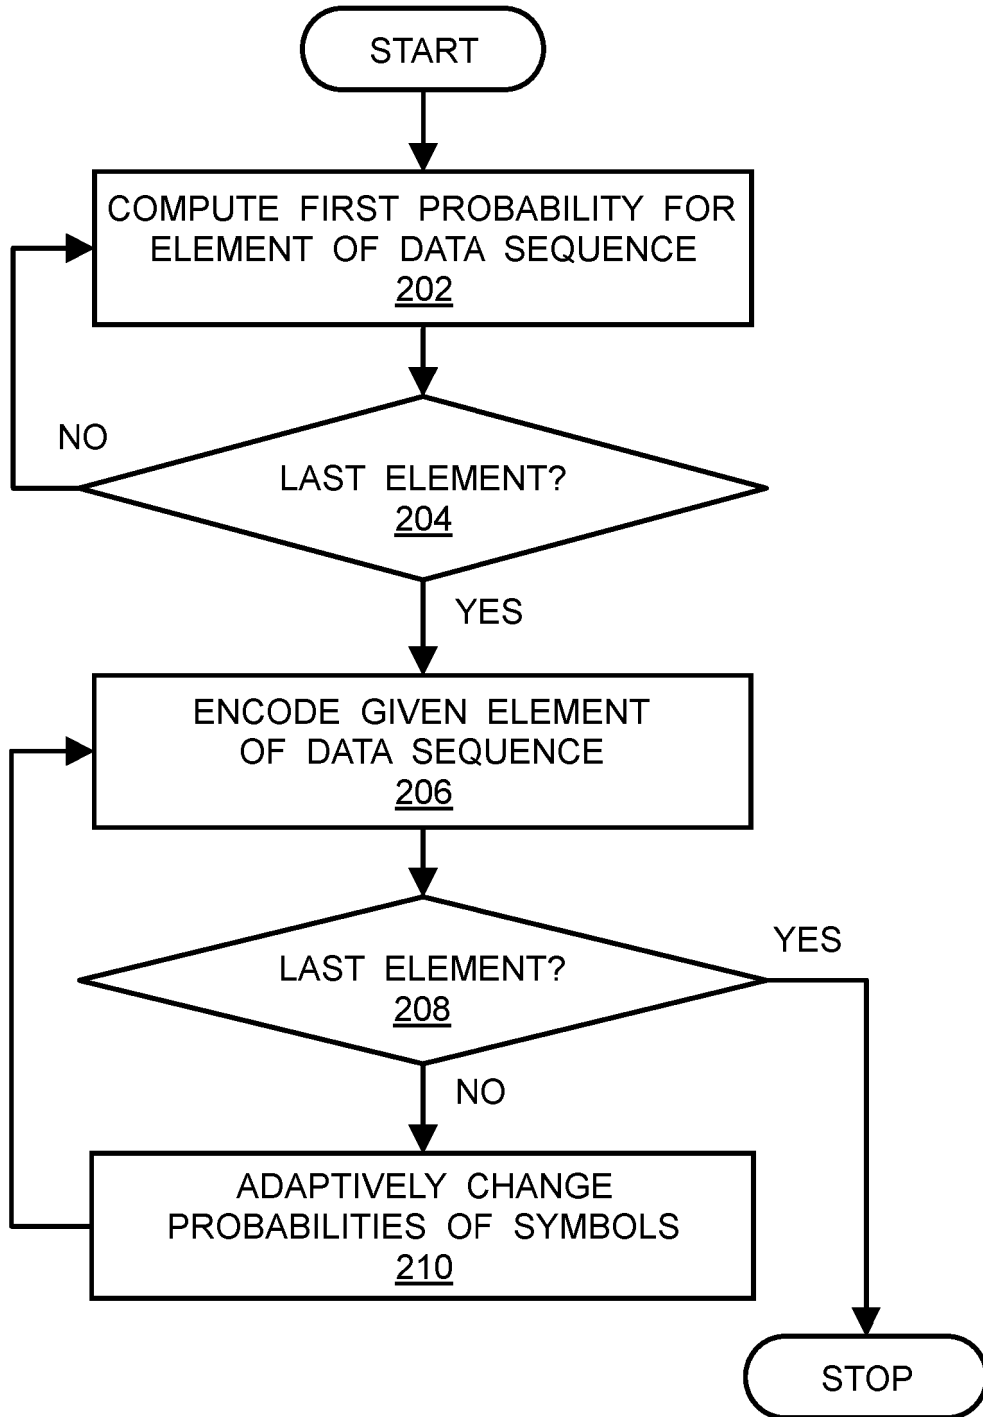 START
COMPUTE FIRST PROBABILITY FOR
ELEMENT OF DATA SEQUENCE
202
NO
LAST ELEMENT?
204
YES
ENCODE GIVEN ELEMENT
OF DATA SEQUENCE
206
YES
LAST ELEMENT?
208
NO
ADAPTIVELY CHANGE
PROBABILITIES OF SYMBOLS
210
STOP